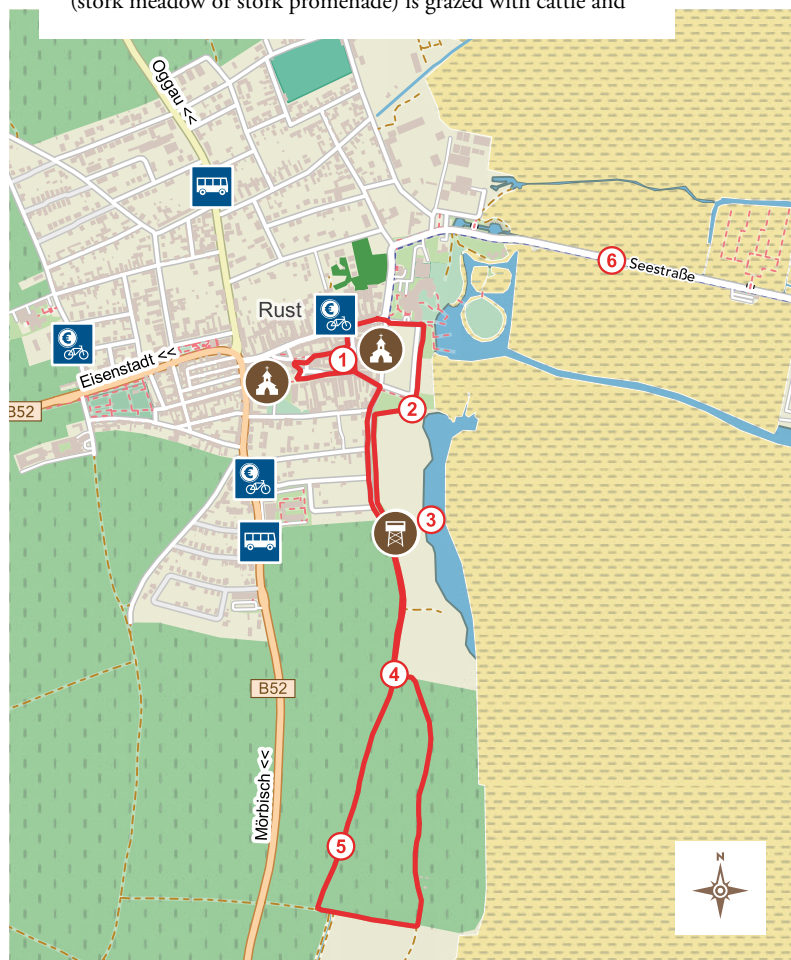 (stork meadow or stork promenade) is grazed with cattle and
Oggau <<
6
Seestraße
Rust
€
€
1
Eisenstadt <<
B52
2
€
3
4
B52
Mörbisch <<
5
N